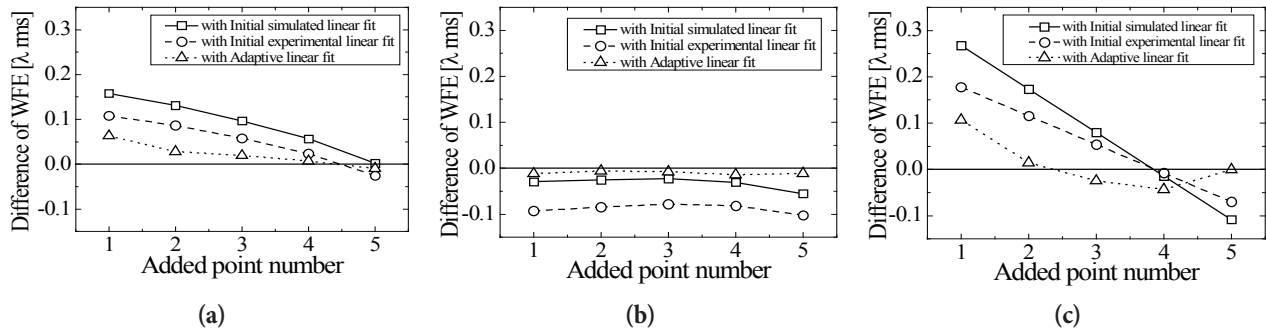 Difference of WFE [λ rms]
0.3
0.2
0.1
0.0
-0.1
with Initial simulated linear fit
with Initial experimental linear fit
with Adaptive linear fit
1 2 3 4 5
Added point number
(a)
Difference of WFE [λ rms]
0.3
0.2
0.1
0.0
-0.1
with Initial simulated linear fit
with Initial experimental linear fit
with Adaptive linear fit
1 2 3 4 5
Added point number
(b)
Difference of WFE [λ rms]
0.3
0.2
0.1
0.0
-0.1
with Initial simulated linear fit
with Initial experimental linear fit
with Adaptive linear fit
1 2 3 4 5
Added point number
(c)